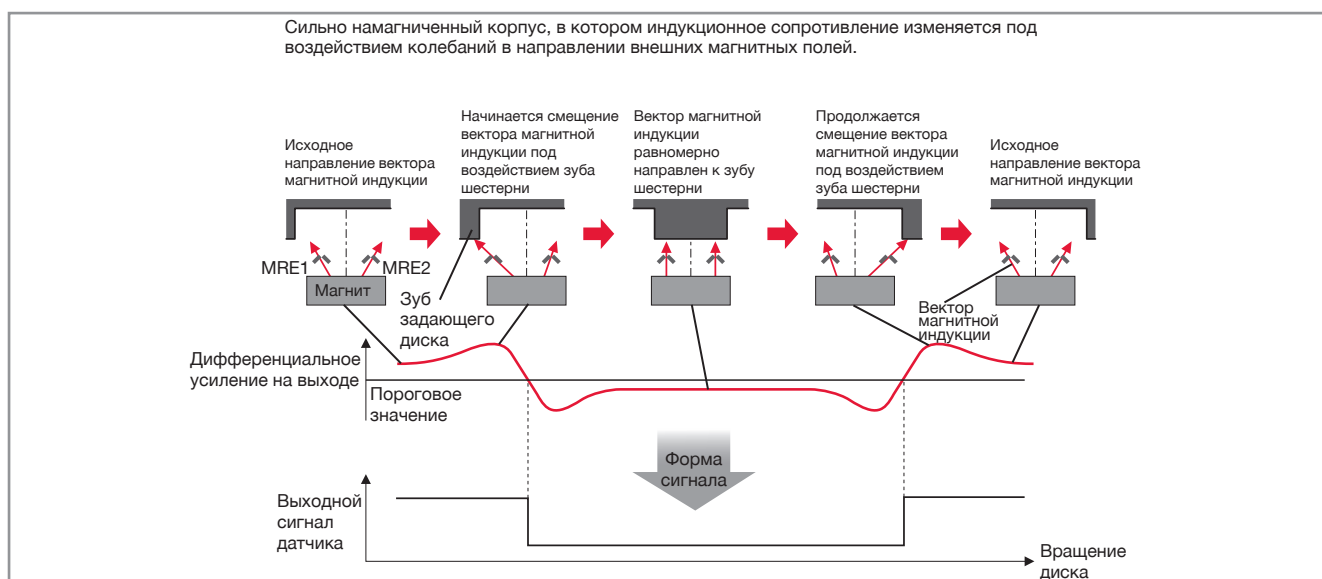 Сильно намагниченный корпус, в котором индукционное сопротивление изменяется под
воздействием колебаний в направлении внешних магнитных полей.
Исходное
направление вектора
магнитной индукции
Начинается смещение
вектора магнитной
индукции под
воздействием зуба
шестерни
Вектор магнитной
индукции
равномерно
направлен к зубу
шестерни
Продолжается
смещение вектора
магнитной индукции
под воздействием
зуба шестерни
Исходное
направление вектора
магнитной индукции
MRE1
MRE2
Магнит
Зуб
задающего
диска
Вектор
магнитной
индукции
Дифференциальное
усиление на выходе
Пороговое
значение
Форма
сигнала
Выходной
сигнал
датчика
Вращение
диска